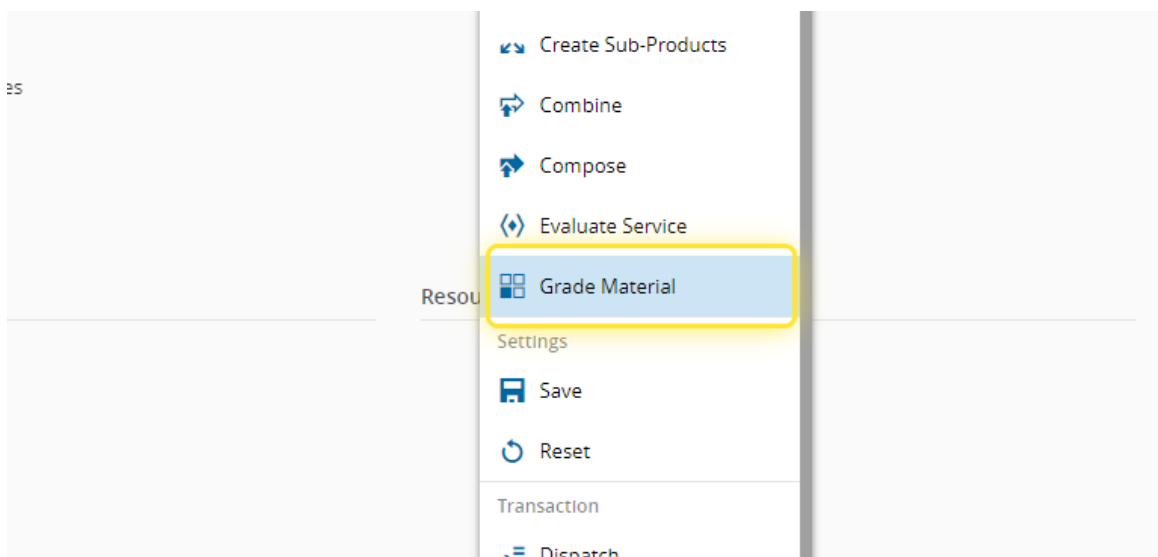 Create Sub-Products
es
Combine
Compose
Evaluate Service
Grade Material
Resou
Settings
Save
Reset
Transaction
Dispatch